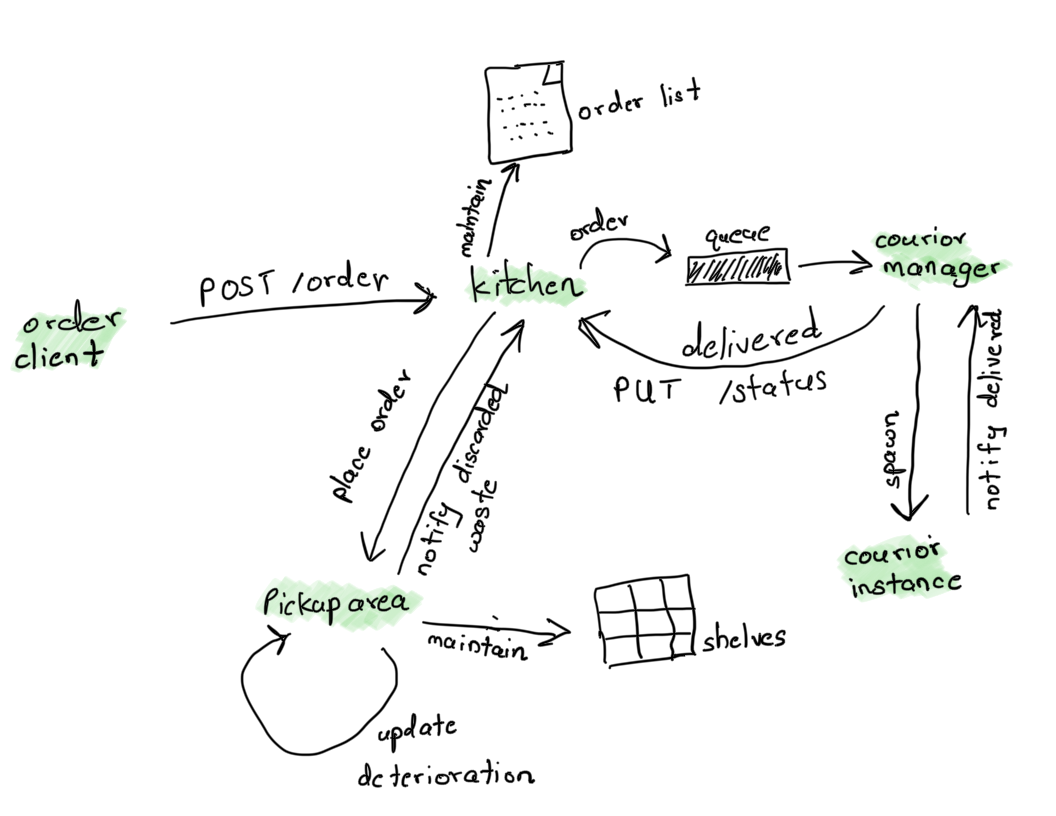 order list
maintain
order
queue
courior
manager
POST /order
kitchen
order
client
delivered
PUT /status
place order
notify discarded
waste
spawn
notify delivered
courior
instance
Pickup area
maintain
shelves
update
deterioration